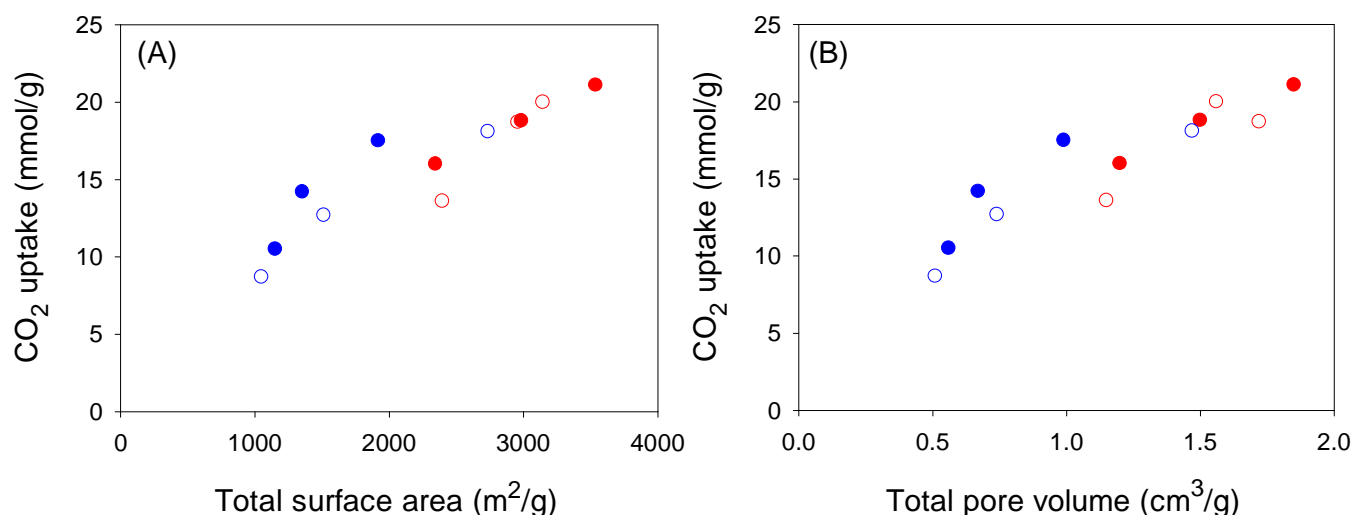 (A)
25
20
15
10
5
0
CO2 uptake (mmol/g)
0 1000 2000 3000 4000
Total surface area (m²/g)
(B)
25
20
15
10
5
0
CO2 uptake (mmol/g)
0.0 0.5 1.0 1.5 2.0
Total pore volume (cm³/g)